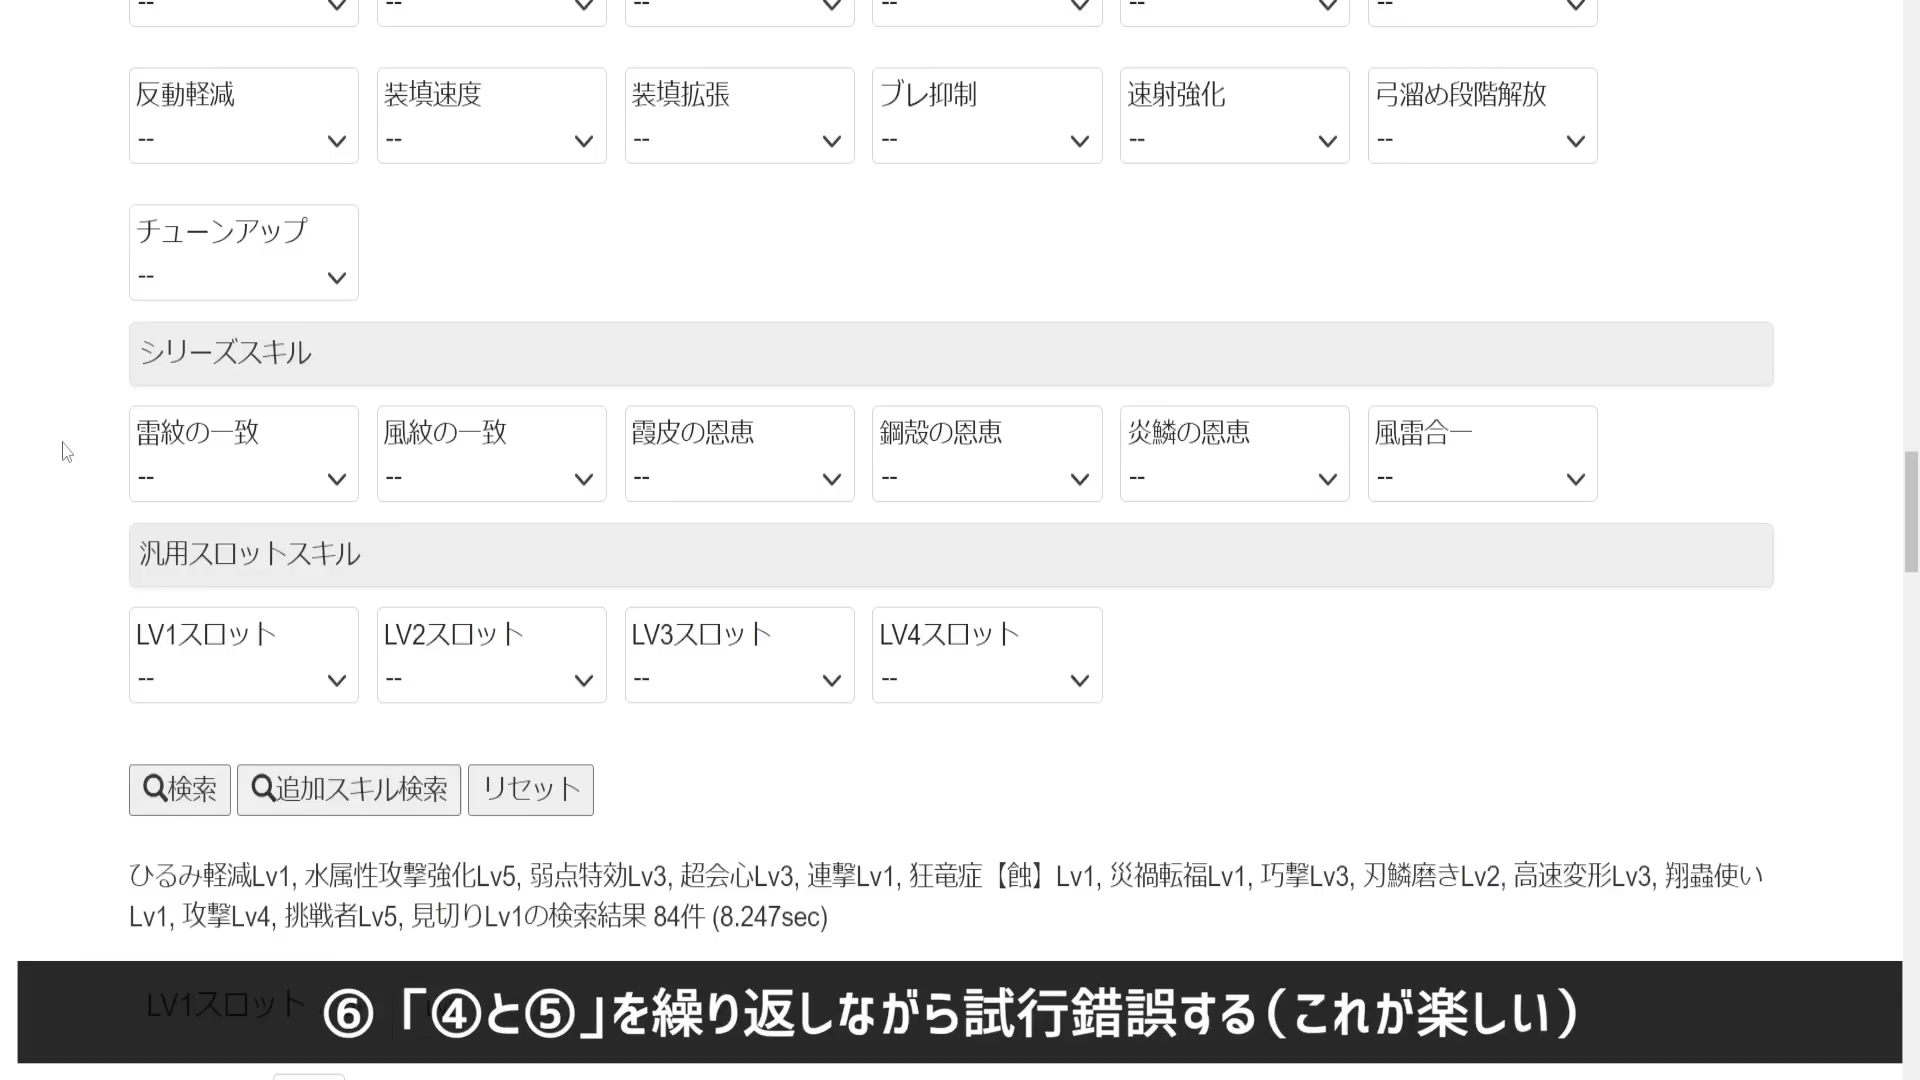 -- -- -- -- -- --
反動軽減 装填速度 装填拡張 ブレ抑制 速射強化 弓溜め段階解放
-- -- -- -- -- --
チューンアップ
--
シリーズスキル
雷紋の一致 風紋の一致 霞皮の恩恵 鋼殻の恩恵 炎鱗の恩恵 風雷合一
-- -- -- -- -- --
汎用スロットスキル
LV1スロット LV2スロット LV3スロット LV4スロット
-- -- -- --
検索 追加スキル検索 リセット
ひるみ軽減Lv1, 水属性攻撃強化Lv5, 弱点特効Lv3, 超会心Lv3, 連撃Lv1, 狂竜症【蝕】Lv1, 災禍転福Lv1, 巧撃Lv3, 刃鱗磨きLv2, 高速変形Lv3, 翔蟲使い
Lv1, 攻撃Lv4, 挑戦者Lv5, 見切りLv1の検索結果 84件 (8.247sec)
LV1スロット
⑥「④と⑤」を繰り返しながら試行錯誤する（これが楽しい）